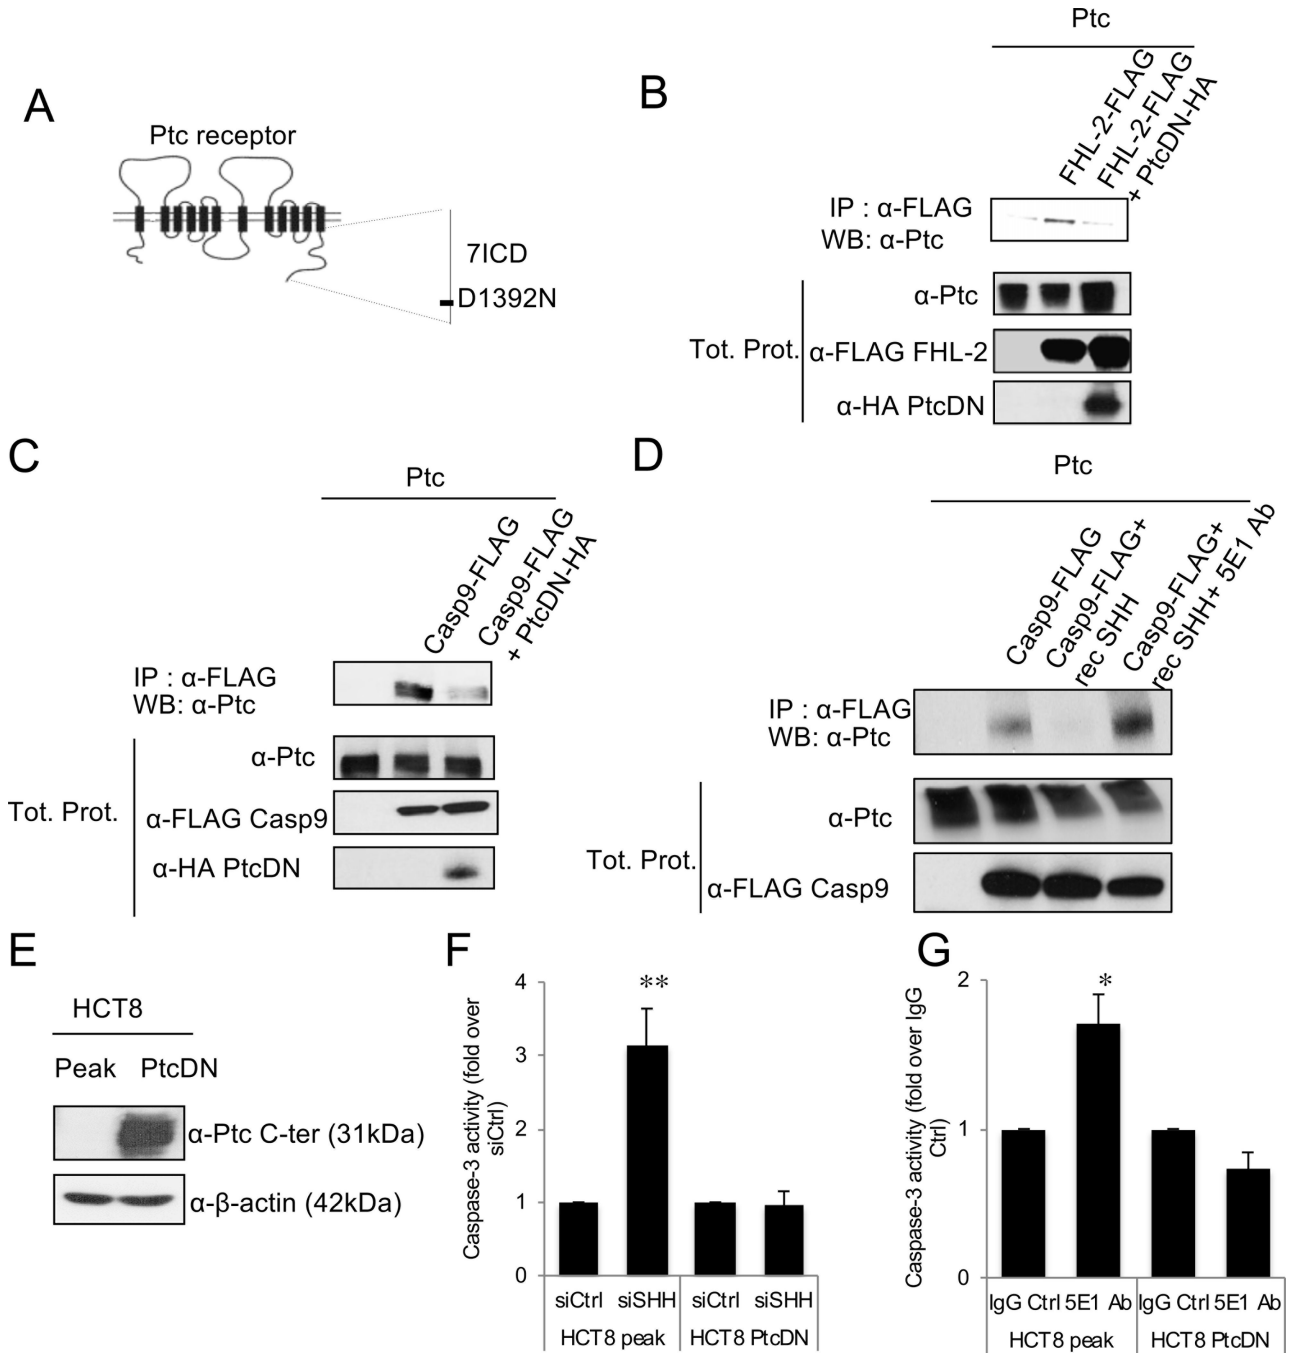 A
Ptc receptor
7ICD
D1392N
B
Ptc
FHL-2-FLAG
FHL-2-FLAG
+ PtcDN-HA
IP : α-FLAG
WB: α-Ptc
α-Ptc
Tot. Prot.
α-FLAG FHL-2
α-HA PtcDN
C
Ptc
Casp9-FLAG
Casp9-FLAG
+ PtcDN-HA
IP : α-FLAG
WB: α-Ptc
α-Ptc
Tot. Prot.
α-FLAG Casp9
α-HA PtcDN
D
Ptc
Casp9-FLAG
Casp9-FLAG+
rec SHH
Casp9-FLAG+
rec SHH+ 5E1 Ab
IP : α-FLAG
WB: α-Ptc
α-Ptc
Tot. Prot.
α-FLAG Casp9
E
HCT8
Peak PtcDN
α-Ptc C-ter (31kDa)
α-β-actin (42kDa)
F
Caspase-3 activity (fold over
siCtrl)
4
3
2
1
0
**
siCtrl siSHH siCtrl siSHH
HCT8 peak HCT8 PtcDN
G
Caspase-3 activity (fold over IgG
Ctrl)
2
1
0
*
IgG Ctrl 5E1 Ab IgG Ctrl 5E1 Ab
HCT8 peak HCT8 PtcDN